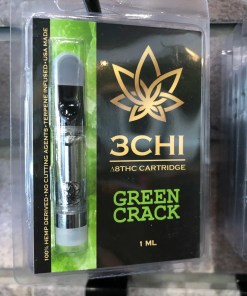 3CHI
Δ8THC CARTRIDGE
GREEN
CRACK
1 ML
100% HEMP DERIVED•NO CUTTING AGENTS•TERPENE INFUSED•USA MADE